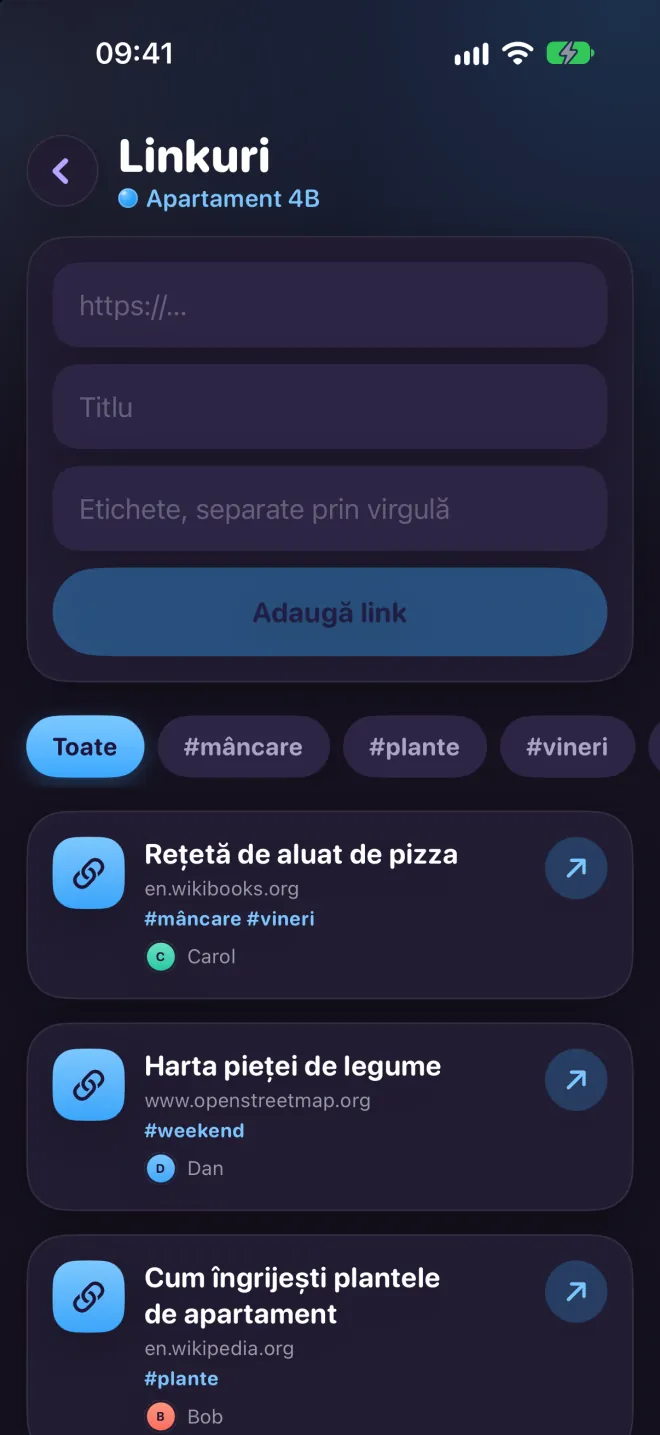 09:41
Linkuri
Apartament 4B
https://...
Titlu
Etichete, separate prin virgulă
Adaugă link
Toate
#mâncare
#plante
#vineri
Rețetă de aluat de pizza
en.wikibooks.org
#mâncare #vineri
C
Carol
Harta pieței de legume
www.openstreetmap.org
#weekend
D
Dan
Cum îngrijești plantele
de apartament
en.wikipedia.org
#plante
B
Bob